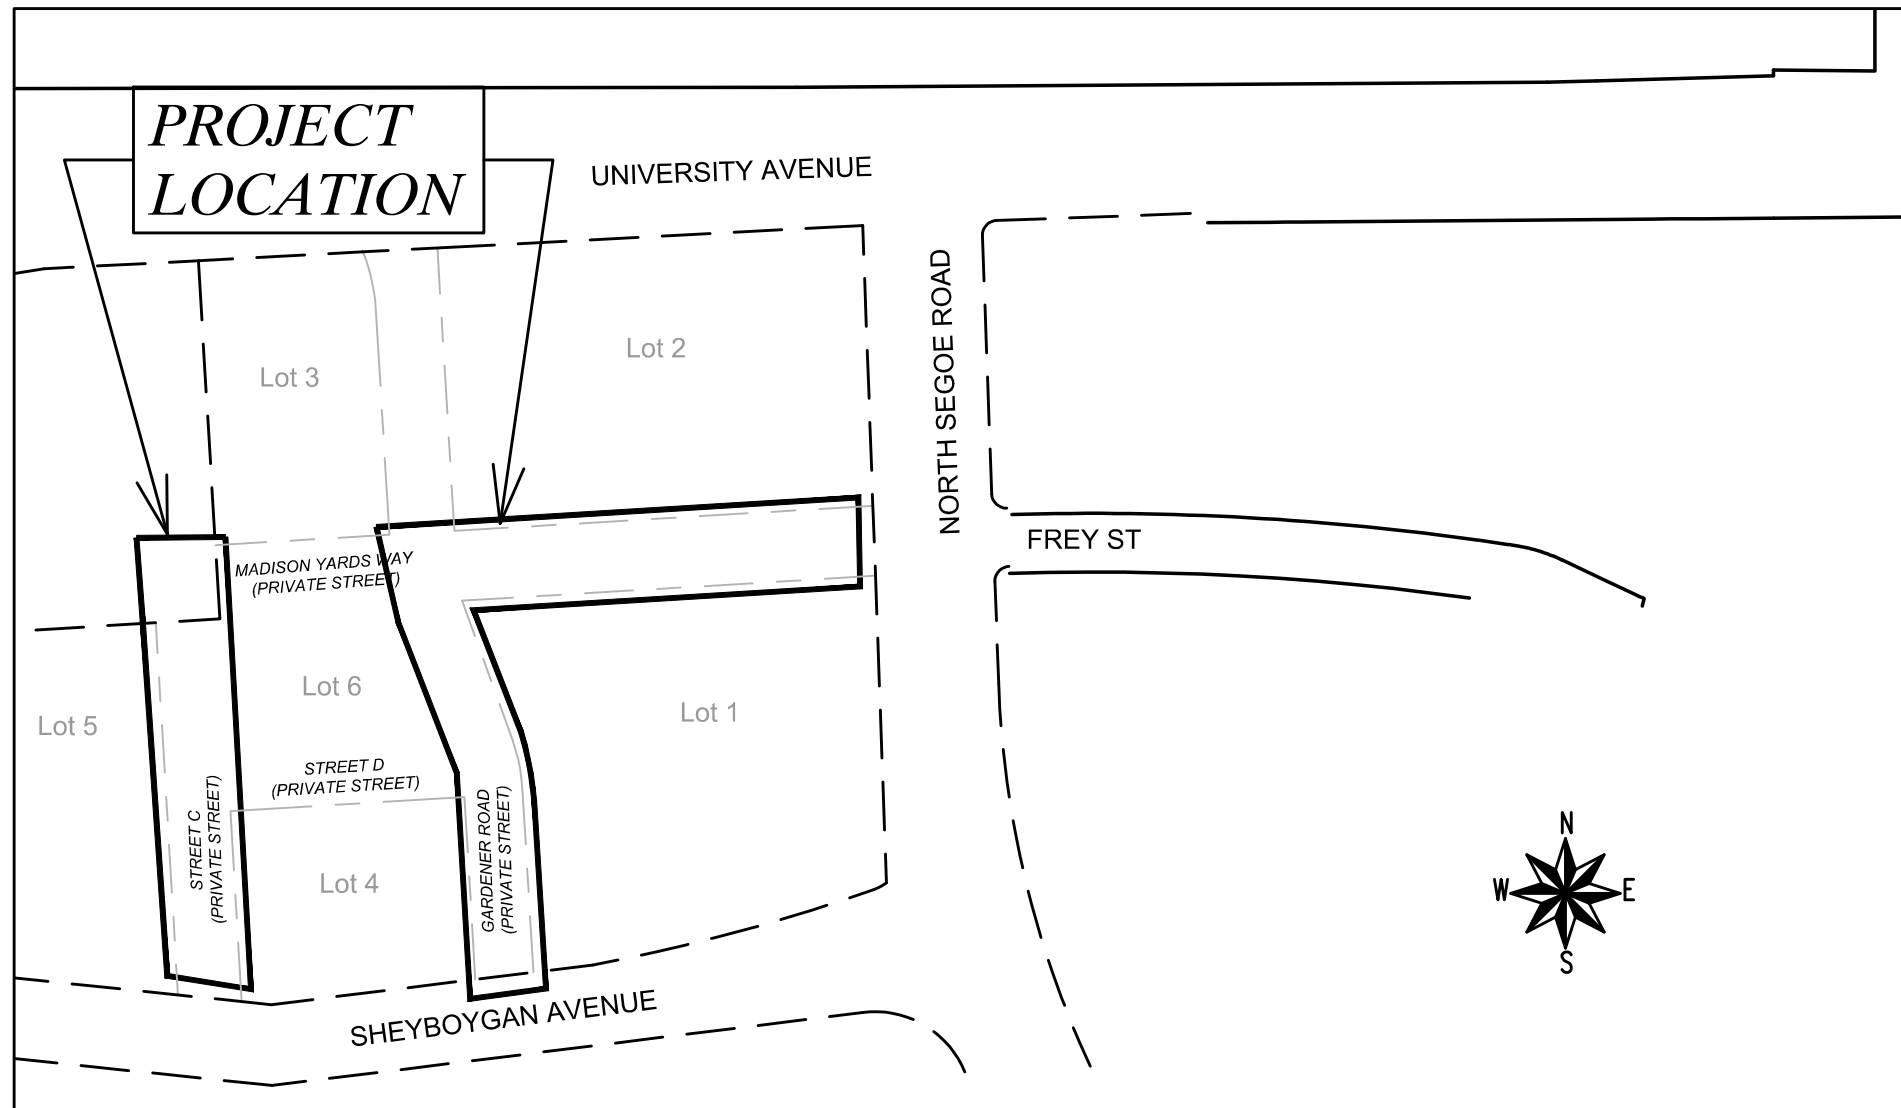 PROJECT
LOCATION
UNIVERSITY AVENUE
NORTH SEGOE ROAD
Lot 3
Lot 2
FREY ST
MADISON YARDS WAY
(PRIVATE STREET)
Lot 6
Lot 5
Lot 1
STREET D
(PRIVATE STREET)
STREET C
(PRIVATE STREET)
GARDENER ROAD
(PRIVATE STREET)
Lot 4
N
W
E
S
SHEYBOYGAN AVENUE